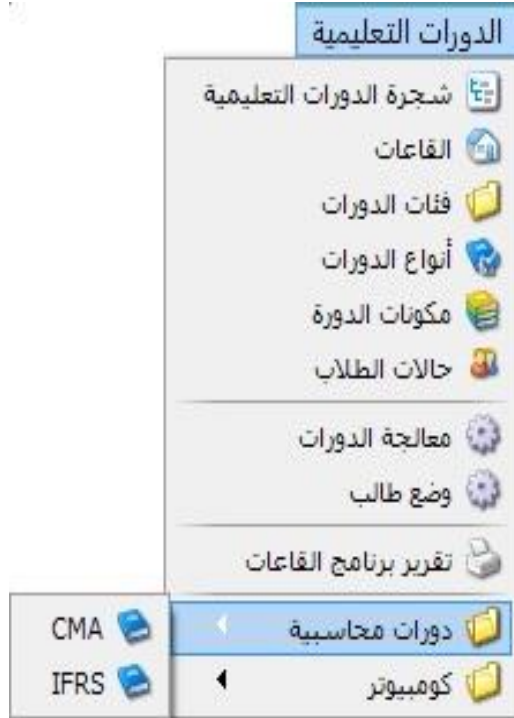 الدورات التعليمية
شجرة الدورات التعليمية
القاعات
فئات الدورات
أنواع الدورات
مكونات الدورة
حالات الطلاب
معالجة الدورات
وضع طالب
تقرير برنامج القاعات
دورات محاسبية
CMA
IFRS
كومبيوتر